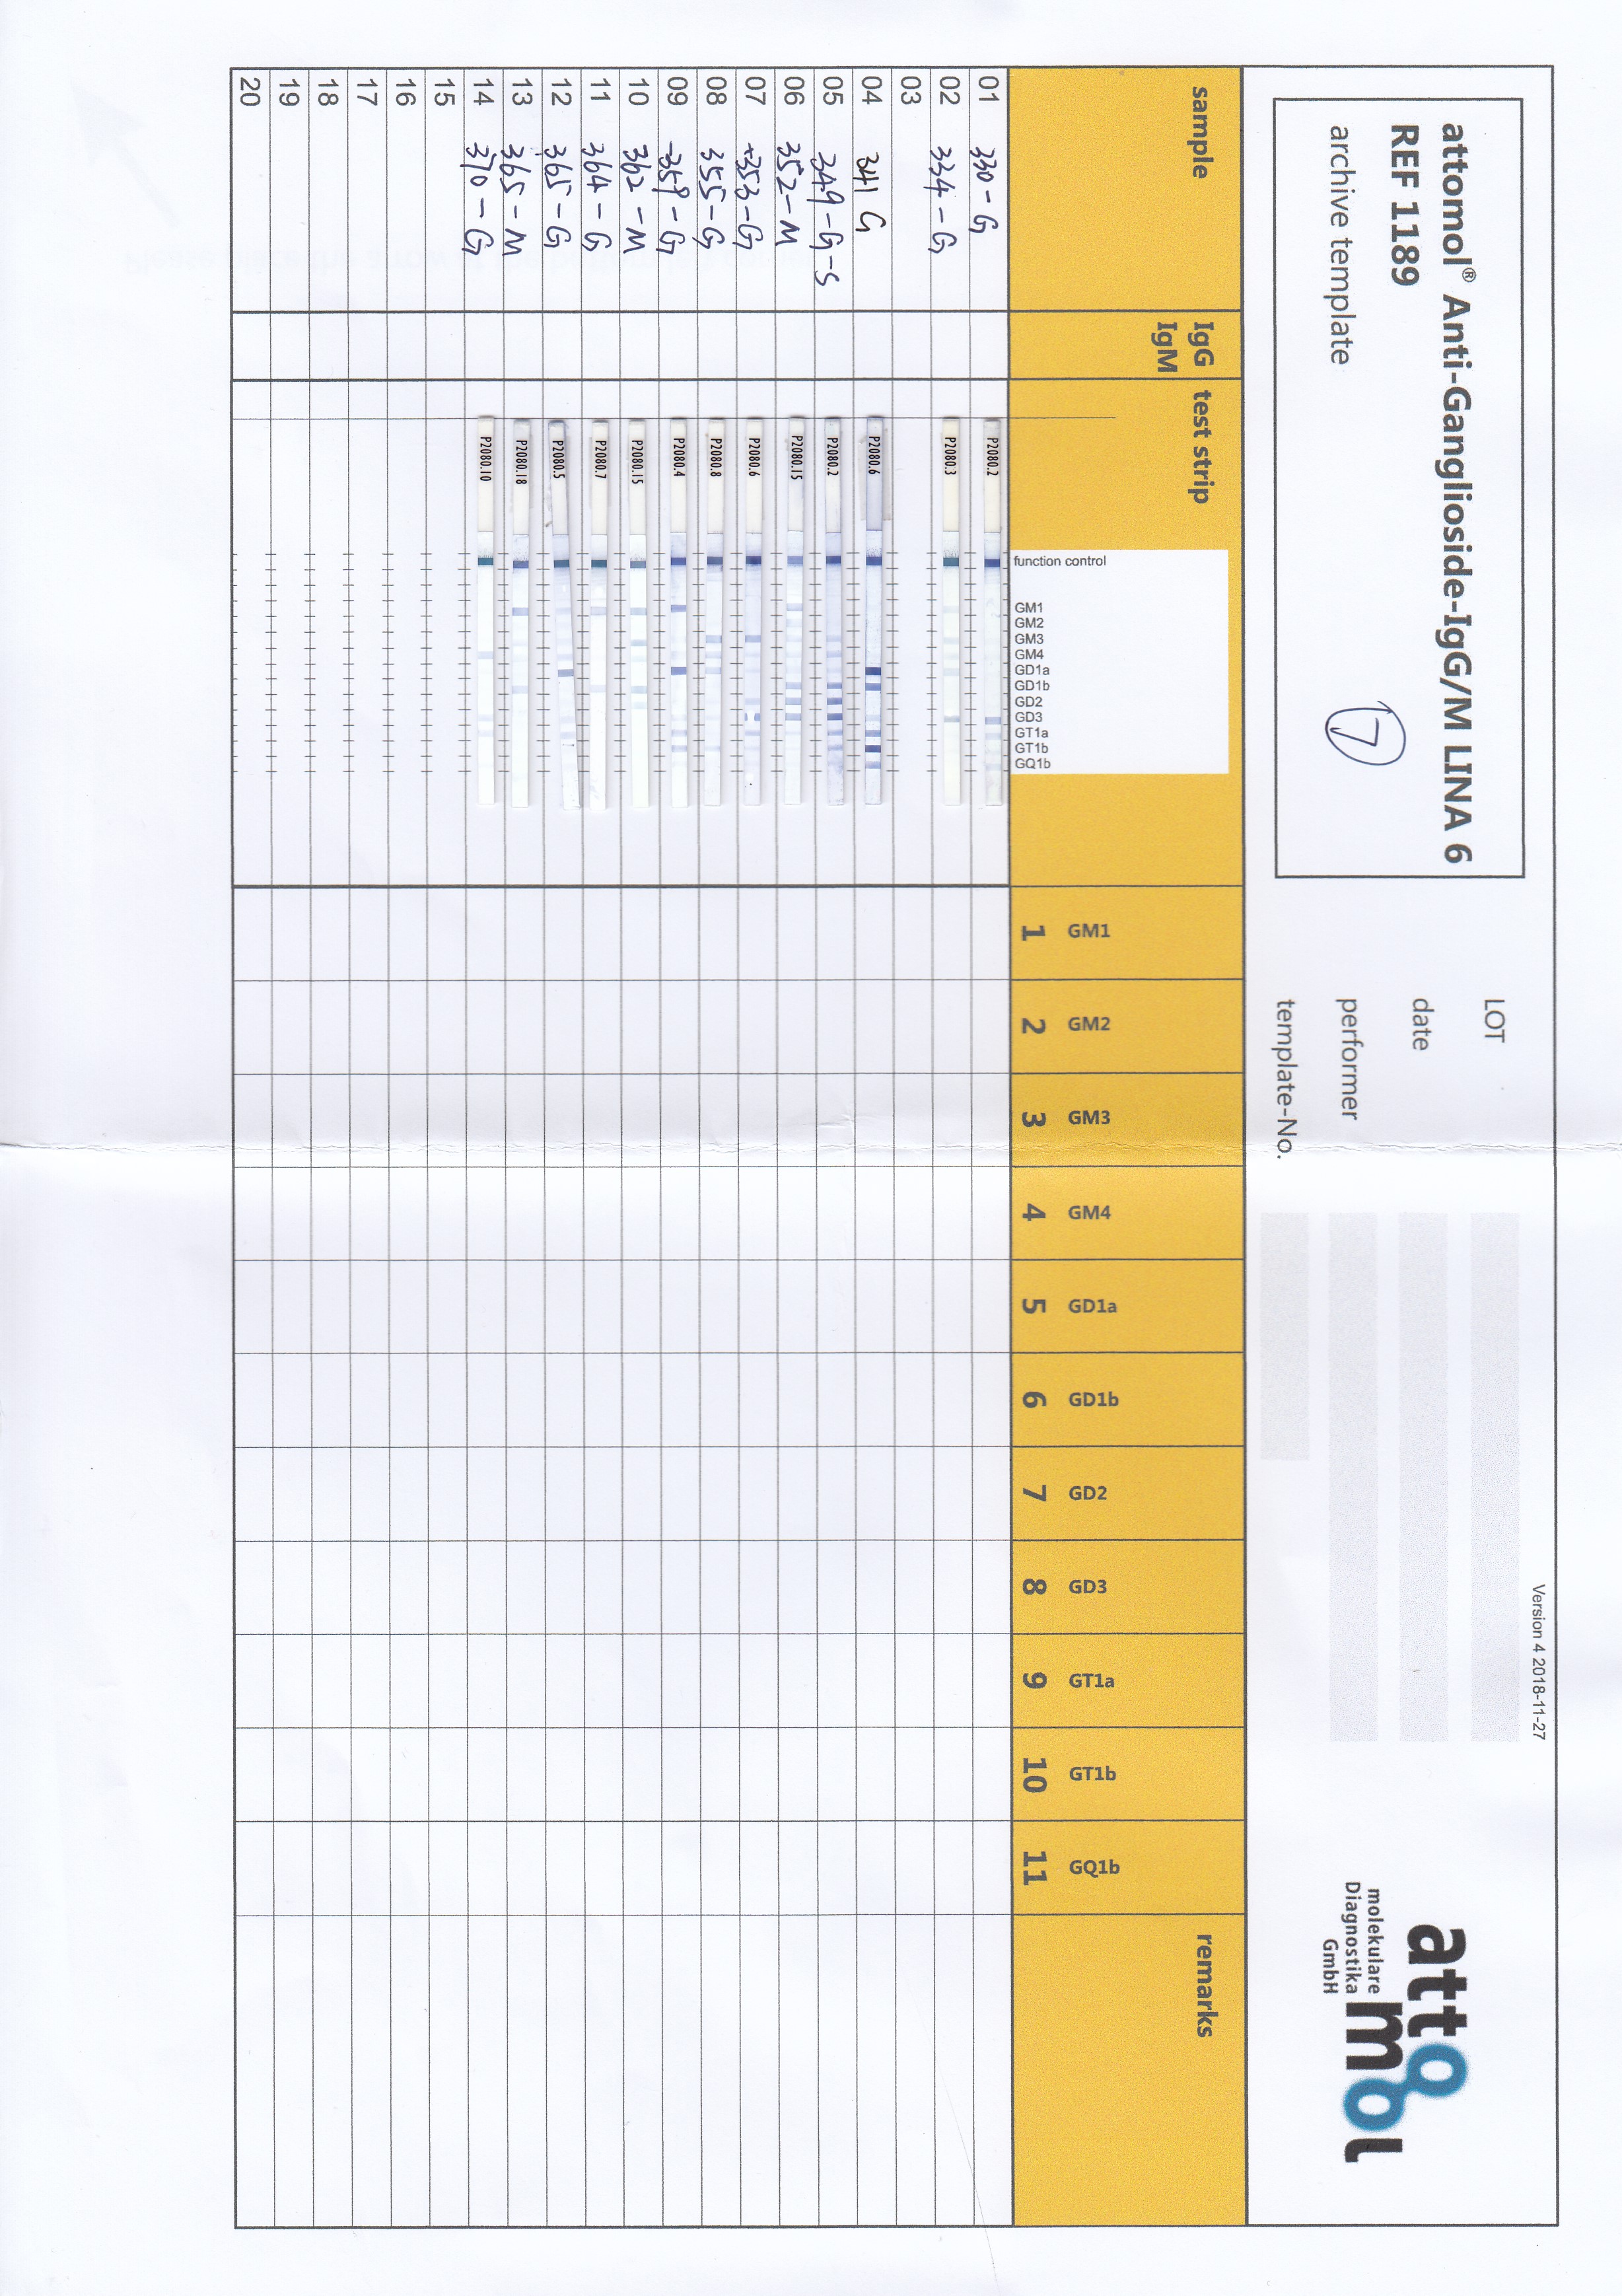 Version 4 2018-11-27
attomol® Anti-Ganglioside-IgG/M LINA 6
REF 1189
archive template
7
LOT
date
performer
template-No.
atto
mol
molekulare
Diagnostika
GmbH
sample
IgG
IgM
test strip
function control
GM1
GM2
GM3
GM4
GD1a
GD1b
GD2
GD3
GT1a
GT1b
GQ1b
GM1
GM2
GM3
GM4
GD1a
GD1b
GD2
GD3
GT1a
GT1b
GQ1b
1 2 3 4 5 6 7 8 9 10 11
remarks
01 330-G P2080.2
02 334-G P2080.3
03
04 341 G P2080.6
05 349-G-S P2080.2
06 352-M P2080.15
07 +353-G P2080.6
08 355-G P2080.8
09 -359-G P2080.4
10 362-M P2080.15
11 364-G P2080.7
12 365-G P2080.5
13 365-M P2080.18
14 370-G P2080.10
15
16
17
18
19
20